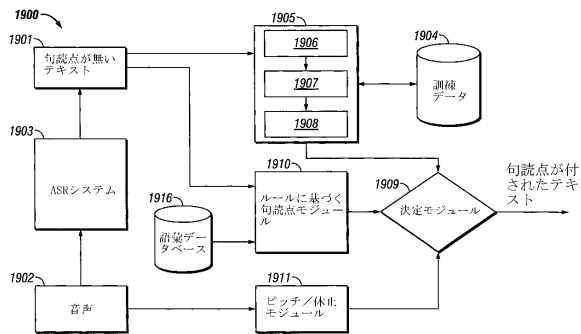 1900
1901
句読点が無い
テキスト
1903
ASRシステム
1902
音声
1905
1906
1907
1908
1904
訓練
データ
1916
語彙デー
タベース
1910
ルールに基づく
句読点モジュー
ル
1909
決定モジュール
句読点が付
されたテキ
スト
1911
ピッチ／休止
モジュール